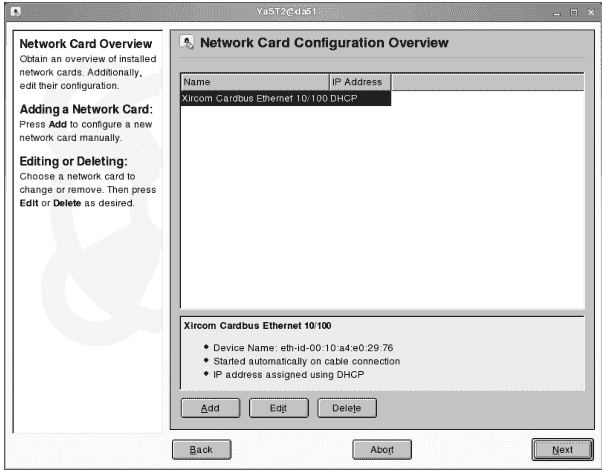 YaST2@da51
Network Card Overview
Obtain an overview of installed
network cards. Additionally,
edit their configuration.
Adding a Network Card:
Press Add to configure a new
network card manually.
Editing or Deleting:
Choose a network card to
change or remove. Then press
Edit or Delete as desired.
Network Card Configuration Overview
Name IP Address
Xircom Cardbus Ethernet 10/100 DHCP
Xircom Cardbus Ethernet 10/100
Device Name: eth-id-00:10:a4:e0:29:76
Started automatically on cable connection
IP address assigned using DHCP
Add Edit Delete
Back Abort Next